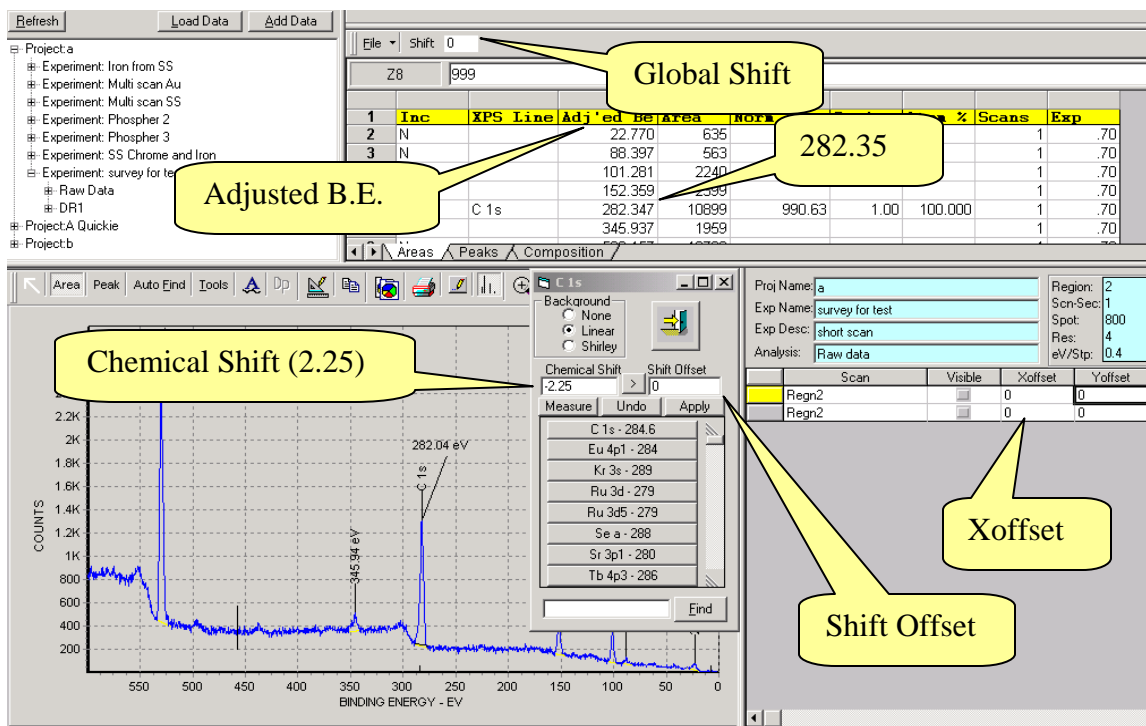 Refresh Load Data Add Data
Project:a
Experiment: Iron from SS
Experiment: Multi scan Au
Experiment: Multi scan SS
Experiment: Phospher 2
Experiment: Phospher 3
Experiment: SS Chrome and Iron
Experiment: survey for tes
Raw Data
DR1
Project:A Quickie
Project:b
File Shift 0
Global Shift
Z8 999
1 Inc XPS Line Adj'ed Be Area % Scans Exp
2 N 22.770 635 1 .70
3 N 88.397 563 1 .70
101.281 2240 1 .70
152.359 1 .70
C 1s 282.347 10899 990.63 1.00 100.000 1 .70
345.937 1959 1 .70
282.35
Adjusted B.E.
Areas Peaks Composition
Area Peak Auto Find Tools Dp
Chemical Shift (2.25)
C 1s
Background
None
Linear
Shirley
Chemical Shift Shift Offset
-2.25 > 0
Measure Undo Apply
C 1s - 284.6
Eu 4p1 - 284
Kr 3s - 289
Ru 3d - 279
Ru 3d5 - 279
Se a - 288
Sr 3p1 - 280
Tb 4p3 - 286
Find
Proj Name: a
Exp Name: survey for test
Exp Desc: short scan
Analysis: Raw data
Region: 2
Scn-Sec: 1
Spot: 800
Res: 4
eV/Stp: 0.4
Scan Visible Xoffset Yoffset
Regn2 0 0
Regn2 0 0
Xoffset
Shift Offset
2.2K
2K
1.8K
1.6K
1.4K
1.2K
1K
800
600
400
200
COUNTS
282.04 eV
C 1s
345.94 eV
550 500 450 400 350 300 250 200 150 100 50 0
BINDING ENERGY - EV